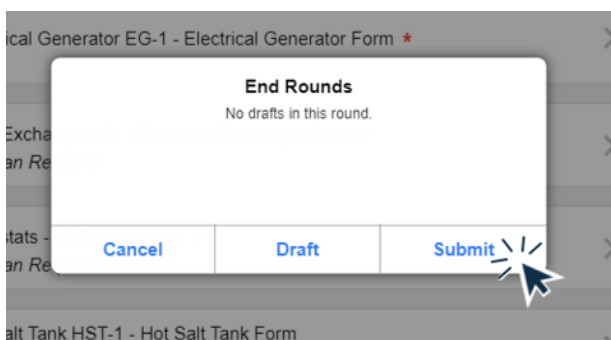 ical Generator EG-1 - Electrical Generator Form *
End Rounds
No drafts in this round.
Excha
an Re
stats -
an Re
Cancel Draft Submit
alt Tank HST-1 - Hot Salt Tank Form